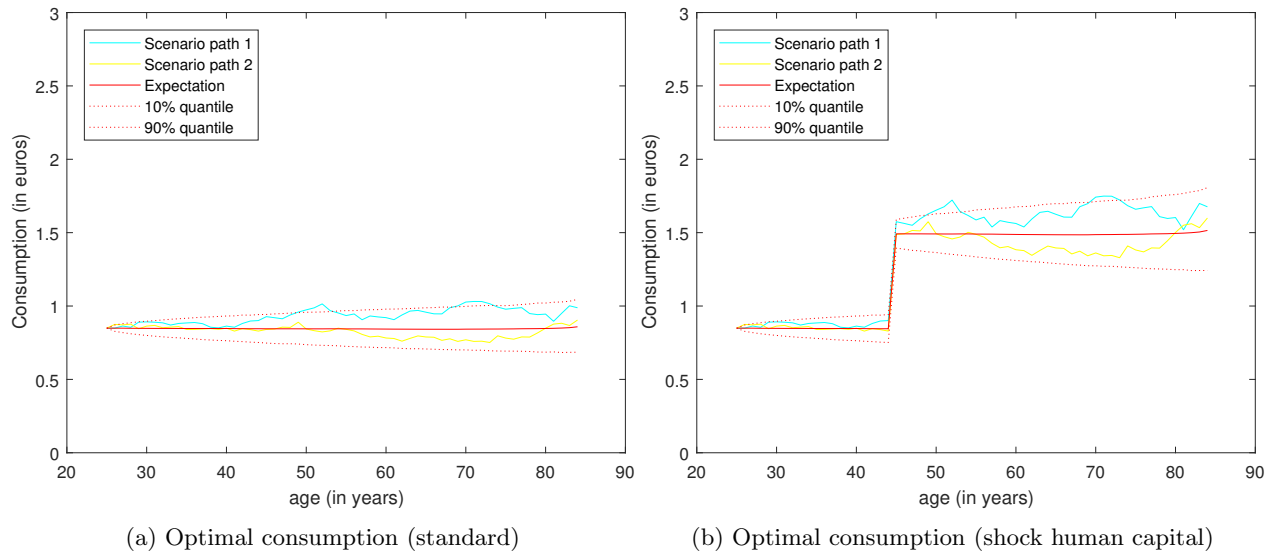 3
2.5
2
1.5
1
0.5
0
Consumption (in euros)
Scenario path 1
Scenario path 2
Expectation
10% quantile
90% quantile
20 30 40 50 60 70 80 90
age (in years)
(a) Optimal consumption (standard)
3
2.5
2
1.5
1
0.5
0
Consumption (in euros)
Scenario path 1
Scenario path 2
Expectation
10% quantile
90% quantile
20 30 40 50 60 70 80 90
age (in years)
(b) Optimal consumption (shock human capital)